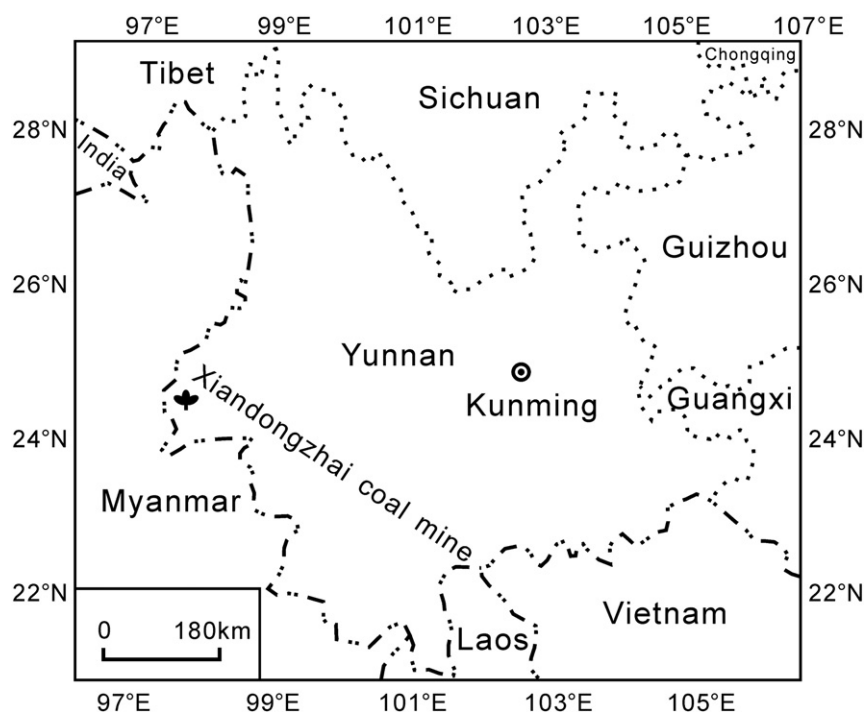 97°E 99°E 101°E 103°E 105°E 107°E
Chongqing
Tibet
Sichuan
28°N 28°N
India
Guizhou
26°N 26°N
Yunnan
Xiandongzhai coal mine
Kunming
Guangxi
24°N 24°N
Myanmar
22°N 22°N
Vietnam
0 180km
Laos
97°E 99°E 101°E 103°E 105°E